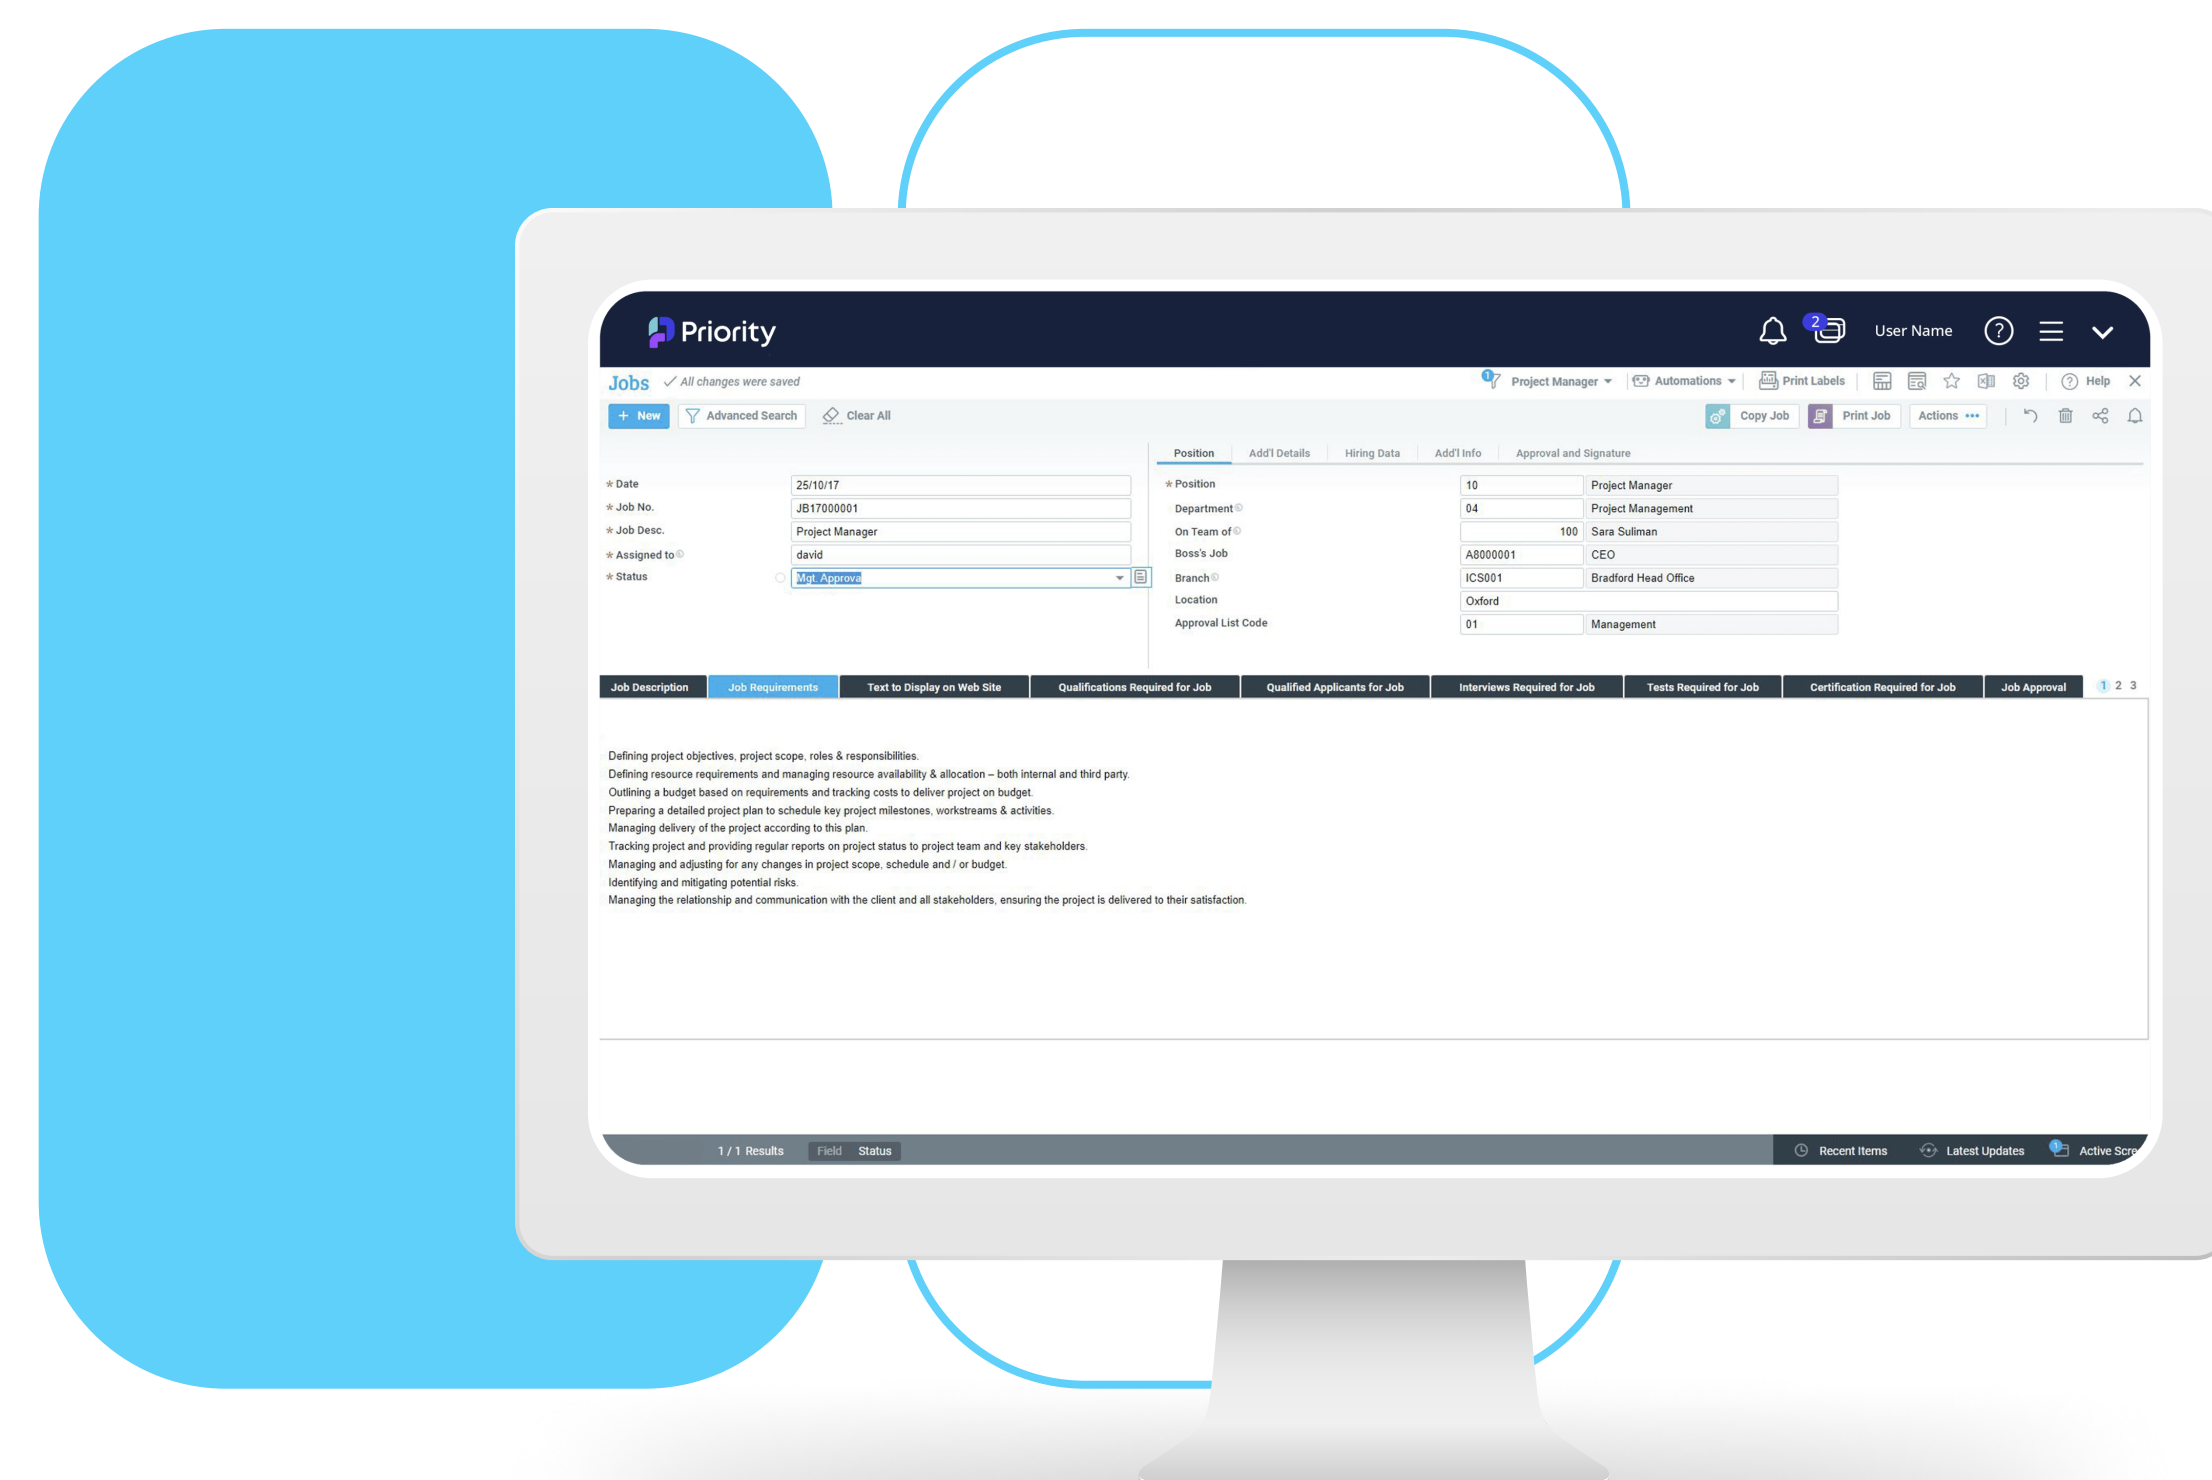 Priority
2
User Name
?
Jobs All changes were saved
1 Project Manager Automations Print Labels ? Help
+ New Advanced Search Clear All
Copy Job Print Job Actions •••
Position Add'l Details Hiring Data Add'l Info Approval and Signature
* Date 25/10/17
* Job No. JB17000001
* Job Desc. Project Manager
* Assigned to david
* Status Mgt. Approva
* Position 10 Project Manager
Department 04 Project Management
On Team of 100 Sara Suliman
Boss's Job A8000001 CEO
Branch ICS001 Bradford Head Office
Location Oxford
Approval List Code 01 Management
Job Description Job Requirements Text to Display on Web Site Qualifications Required for Job Qualified Applicants for Job Interviews Required for Job Tests Required for Job Certification Required for Job Job Approval 1 2 3
Defining project objectives, project scope, roles & responsibilities.
Defining resource requirements and managing resource availability & allocation – both internal and third party.
Outlining a budget based on requirements and tracking costs to deliver project on budget.
Preparing a detailed project plan to schedule key project milestones, workstreams & activities.
Managing delivery of the project according to this plan.
Tracking project and providing regular reports on project status to project team and key stakeholders.
Managing and adjusting for any changes in project scope, schedule and / or budget.
Identifying and mitigating potential risks.
Managing the relationship and communication with the client and all stakeholders, ensuring the project is delivered to their satisfaction.
1 / 1 Results Field Status
Recent Items Latest Updates 1 Active Scre